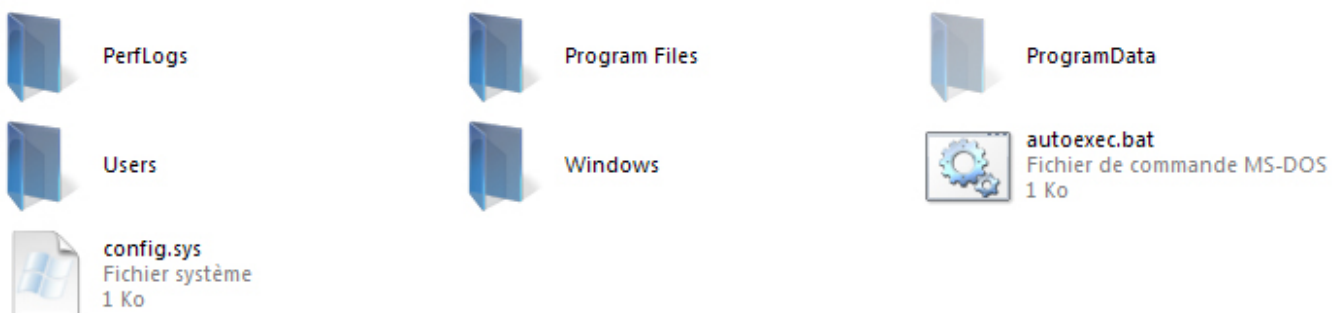 PerfLogs
Program Files
ProgramData
Users
Windows
autoexec.bat
Fichier de commande MS-DOS
1 Ko
config.sys
Fichier système
1 Ko